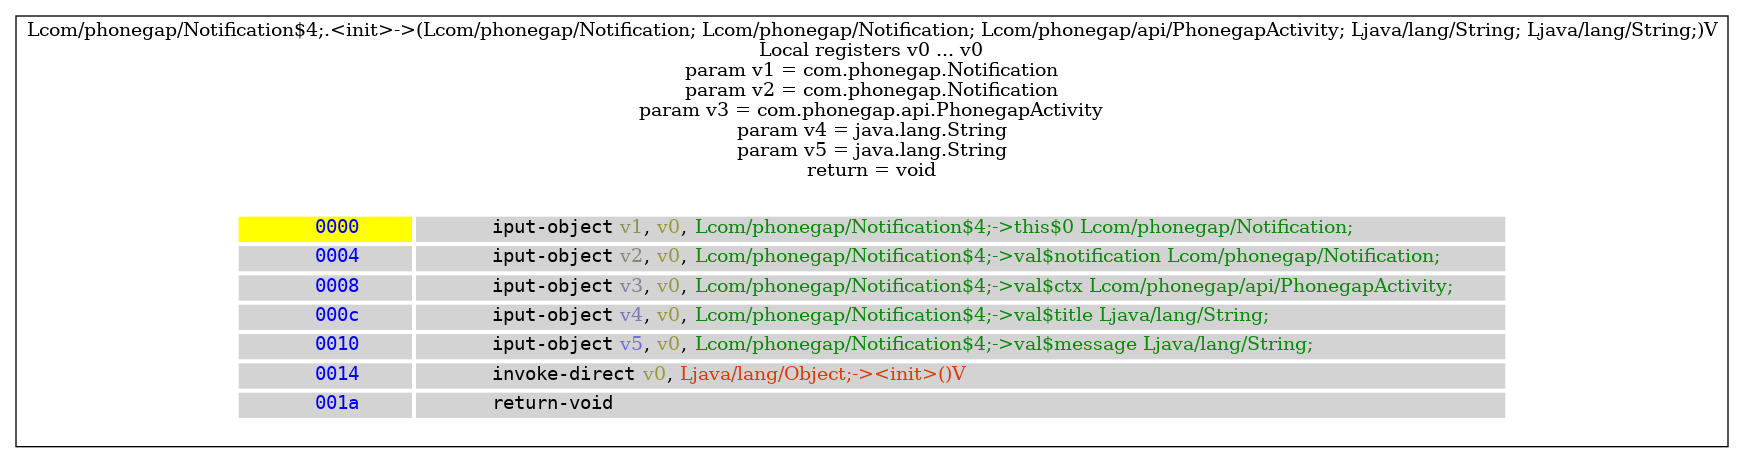 Lcom/phonegap/Notification$4;.<init>->(Lcom/phonegap/Notification; Lcom/phonegap/Notification; Lcom/phonegap/api/PhonegapActivity; Ljava/lang/String; Ljava/lang/String;)V
Local registers v0 ... v0
param v1 = com.phonegap.Notification
param v2 = com.phonegap.Notification
param v3 = com.phonegap.api.PhonegapActivity
param v4 = java.lang.String
param v5 = java.lang.String
return = void
0000 iput-object v1, v0, Lcom/phonegap/Notification$4;->this$0 Lcom/phonegap/Notification;
0004 iput-object v2, v0, Lcom/phonegap/Notification$4;->val$notification Lcom/phonegap/Notification;
0008 iput-object v3, v0, Lcom/phonegap/Notification$4;->val$ctx Lcom/phonegap/api/PhonegapActivity;
000c iput-object v4, v0, Lcom/phonegap/Notification$4;->val$title Ljava/lang/String;
0010 iput-object v5, v0, Lcom/phonegap/Notification$4;->val$message Ljava/lang/String;
0014 invoke-direct v0, Ljava/lang/Object;-><init>()V
001a return-void